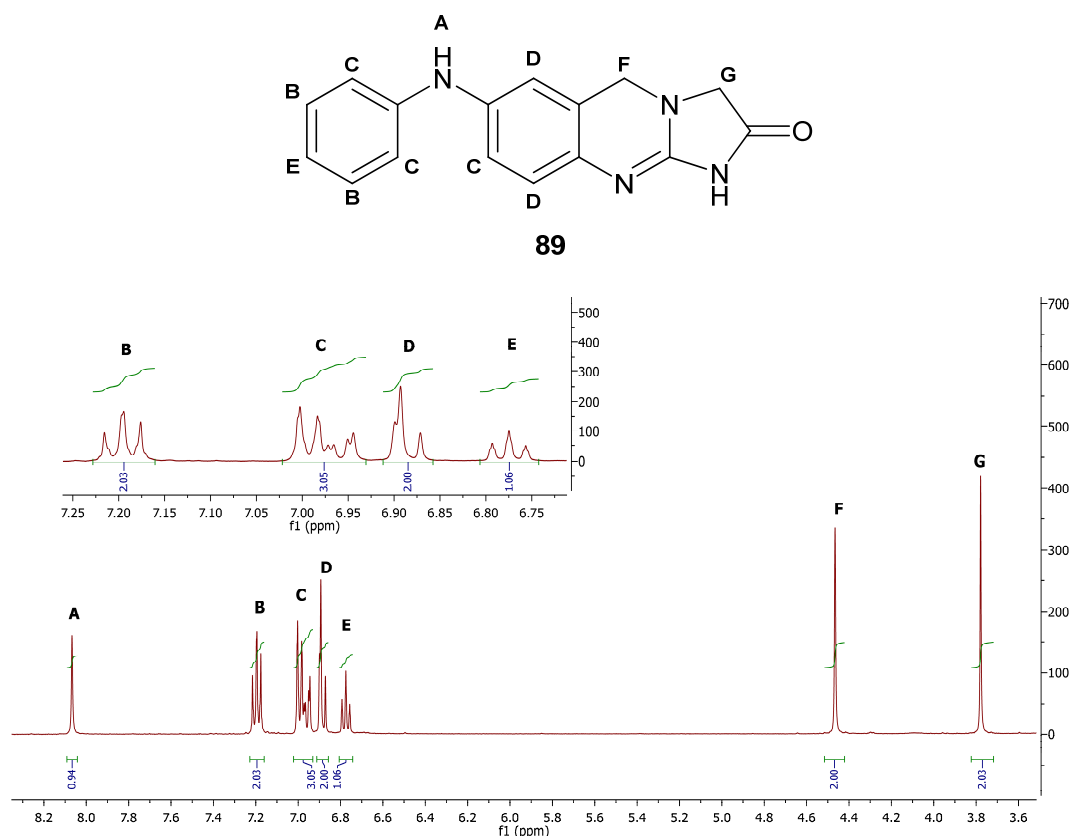 A
H
N
C
D
F
G
B
N
O
E
C
C
N
N
H
B
D
89
500
400
300
200
100
0
B
C
D
E
2.03
3.05
2.00
1.06
7.25 7.20 7.15 7.10 7.05 7.00 6.95 6.90 6.85 6.80 6.75
f1 (ppm)
700
600
500
400
300
200
100
0
A
B
C
D
E
F
G
0.94
2.03
3.05
2.00
1.06
2.00
2.03
8.2 8.0 7.8 7.6 7.4 7.2 7.0 6.8 6.6 6.4 6.2 6.0 5.8 5.6 5.4 5.2 5.0 4.8 4.6 4.4 4.2 4.0 3.8 3.6
f1 (ppm)